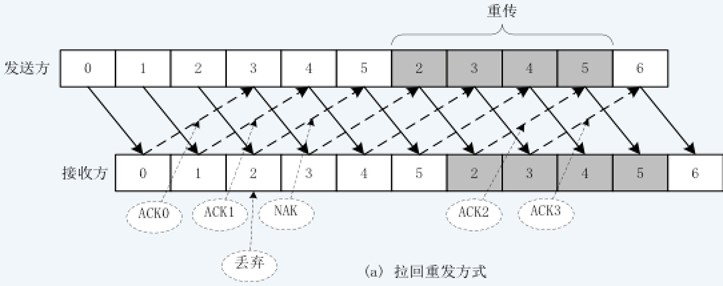 重传
发送方 0 1 2 3 4 5 2 3 4 5 6
接收方 0 1 2 3 4 5 2 3 4 5 6
ACK0 ACK1 NAK ACK2 ACK3
丢弃
(a) 拉回重发方式